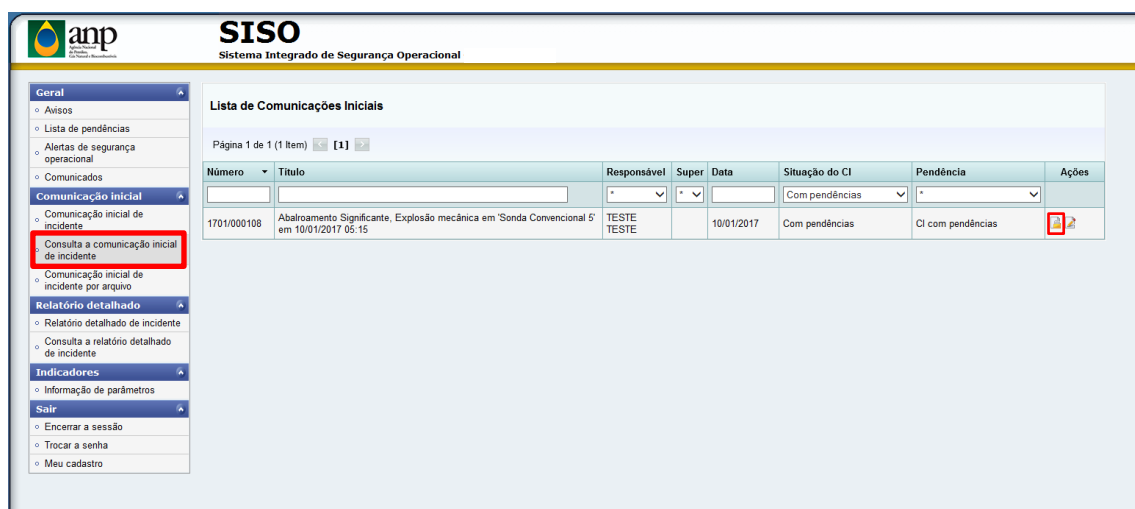 anp
SISO
Sistema Integrado de Segurança Operacional
Geral
Avisos
Lista de pendências
Alertas de segurança
operacional
Comunicados
Comunicação inicial
Comunicação inicial de
incidente
Consulta a comunicação inicial
de incidente
Comunicação inicial de
incidente por arquivo
Relatório detalhado
Relatório detalhado de incidente
Consulta a relatório detalhado
de incidente
Indicadores
Informação de parâmetros
Sair
Encerrar a sessão
Trocar a senha
Meu cadastro
Lista de Comunicações Iniciais
Página 1 de 1 (1 Item) [1]
Número Titulo Responsável Super Data Situação do CI Pendência Ações
* * Com pendências *
1701/000108 Abalroamento Significante, Explosão mecânica em 'Sonda Convencional 5' TESTE 10/01/2017 Com pendências CI com pendências
em 10/01/2017 05:15 TESTE